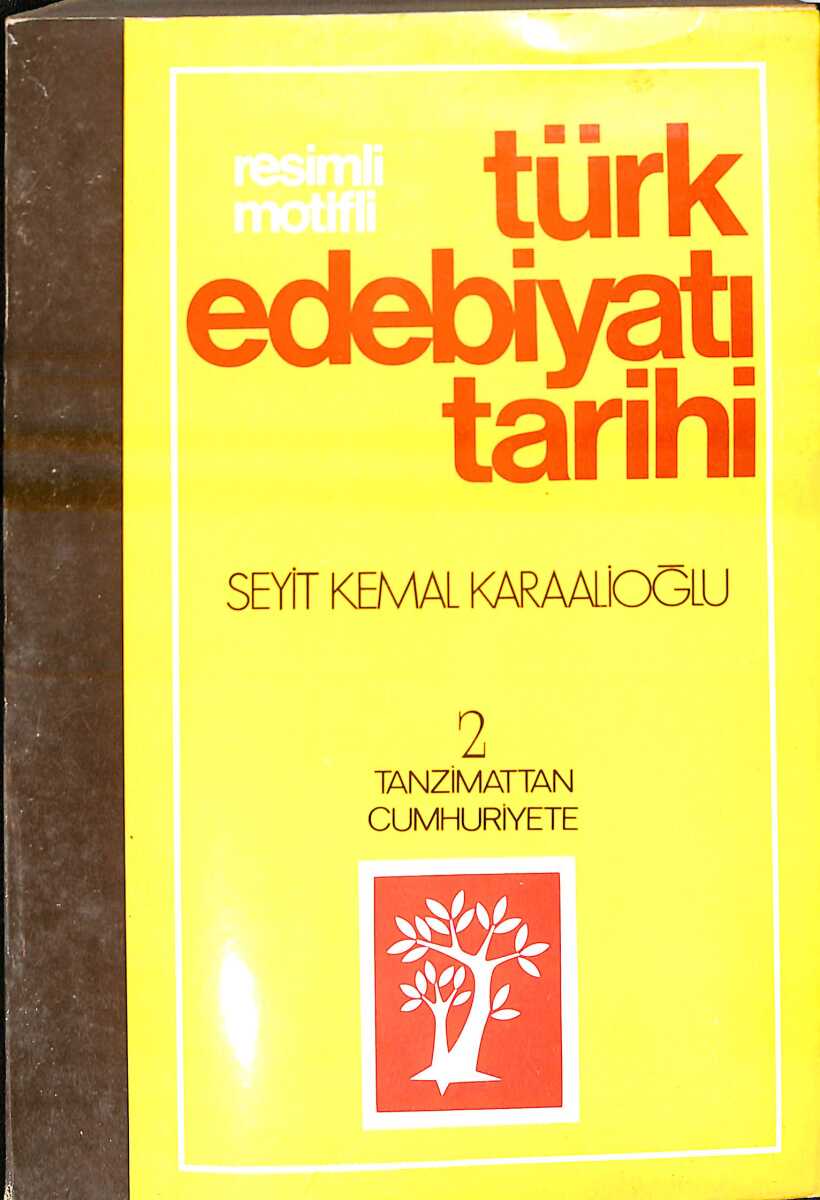 resimli
motifli
türk
edebiyatı
tarihi
SEYİT KEMAL KARAALİOĞLU
2
TANZİMATTAN
CUMHURİYETE